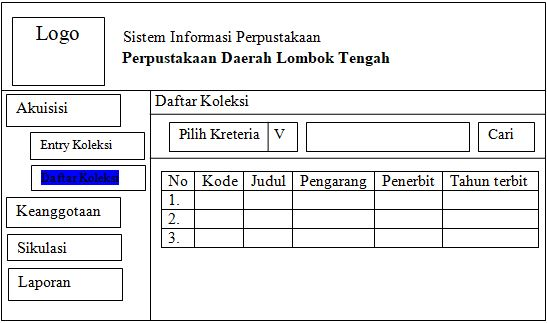 Logo
Sistem Informasi Perpustakaan
Perpustakaan Daerah Lombok Tengah
Akuisisi
Entry Koleksi
Daftar Koleksi
Keanggotaan
Sikulasi
Laporan
Daftar Koleksi
Pilih Kreteria V Cari
No Kode Judul Pengarang Penerbit Tahun terbit
1.
2.
3.